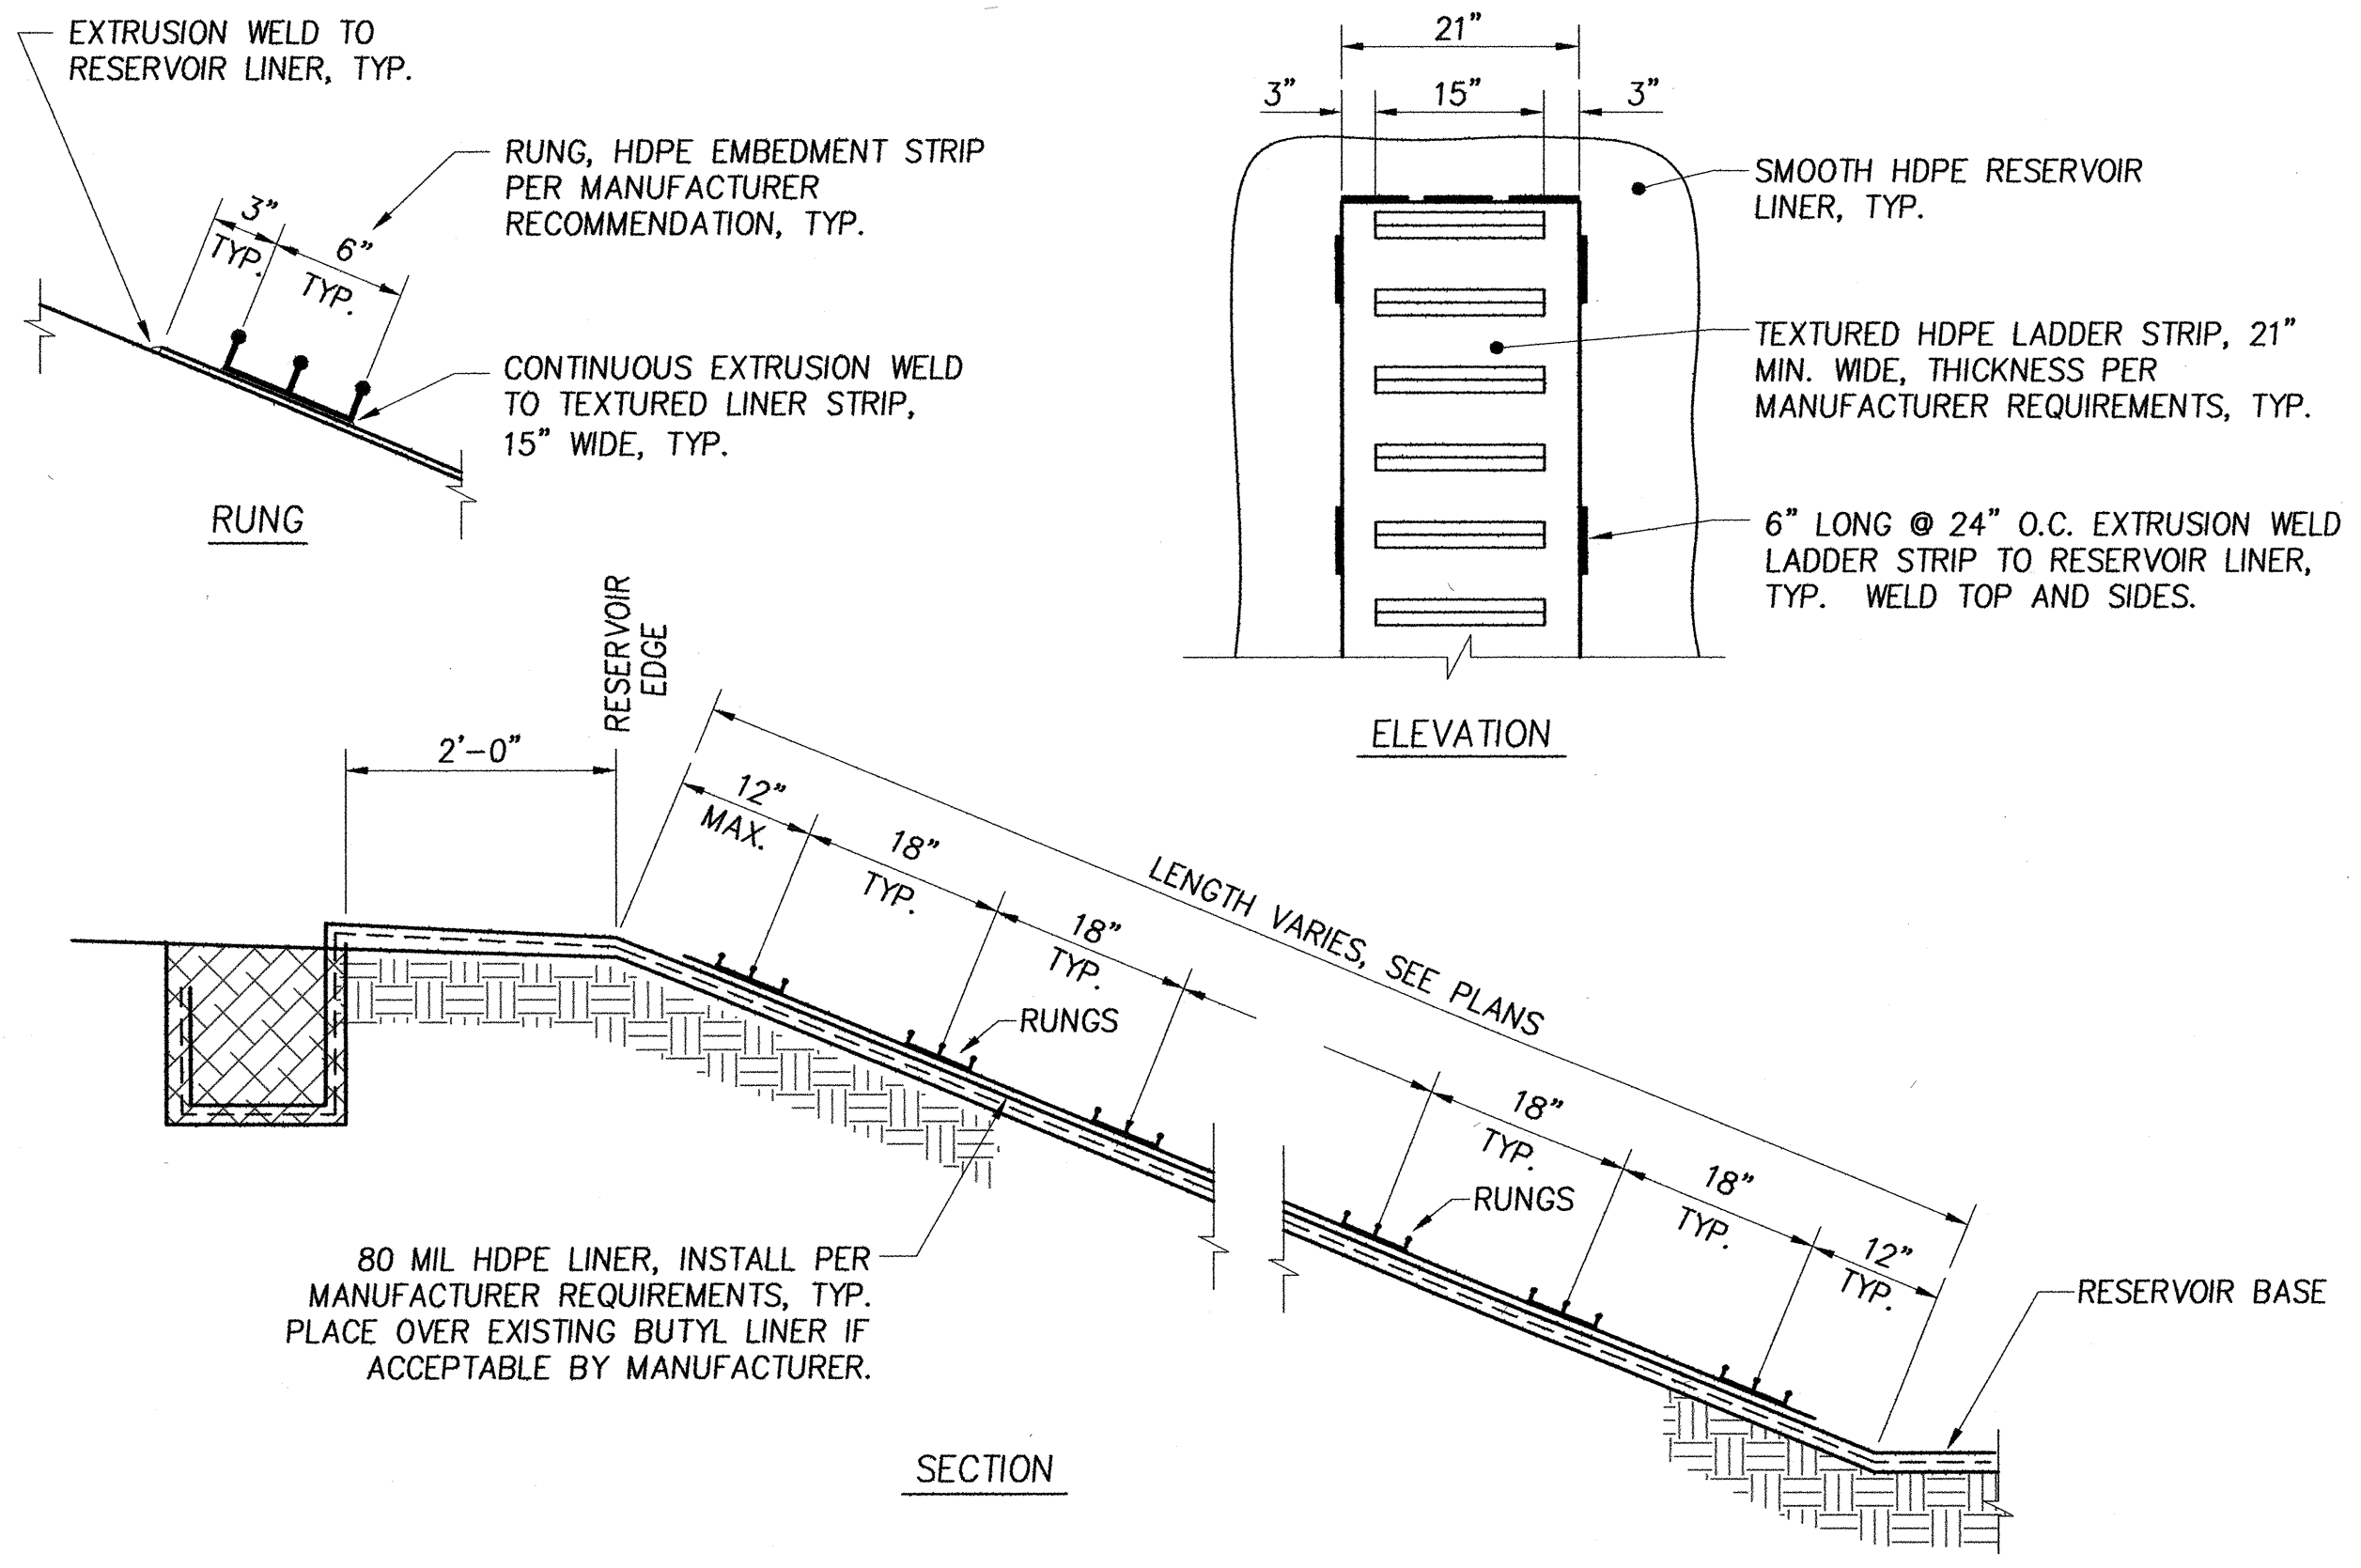 EXTRUSION WELD TO
RESERVOIR LINER, TYP.
RUNG, HDPE EMBEDMENT STRIP
PER MANUFACTURER
RECOMMENDATION, TYP.
3"
TYP.
6"
TYP.
CONTINUOUS EXTRUSION WELD
TO TEXTURED LINER STRIP,
15" WIDE, TYP.
RUNG
21"
3"
15"
3"
SMOOTH HDPE RESERVOIR
LINER, TYP.
TEXTURED HDPE LADDER STRIP, 21"
MIN. WIDE, THICKNESS PER
MANUFACTURER REQUIREMENTS, TYP.
6" LONG @ 24" O.C. EXTRUSION WELD
LADDER STRIP TO RESERVOIR LINER,
TYP. WELD TOP AND SIDES.
ELEVATION
RESERVOIR
EDGE
2'-0"
12"
MAX.
18"
TYP.
18"
TYP.
LENGTH VARIES, SEE PLANS
RUNGS
18"
TYP.
18"
TYP.
12"
TYP.
RUNGS
RESERVOIR BASE
80 MIL HDPE LINER, INSTALL PER
MANUFACTURER REQUIREMENTS, TYP.
PLACE OVER EXISTING BUTYL LINER IF
ACCEPTABLE BY MANUFACTURER.
SECTION